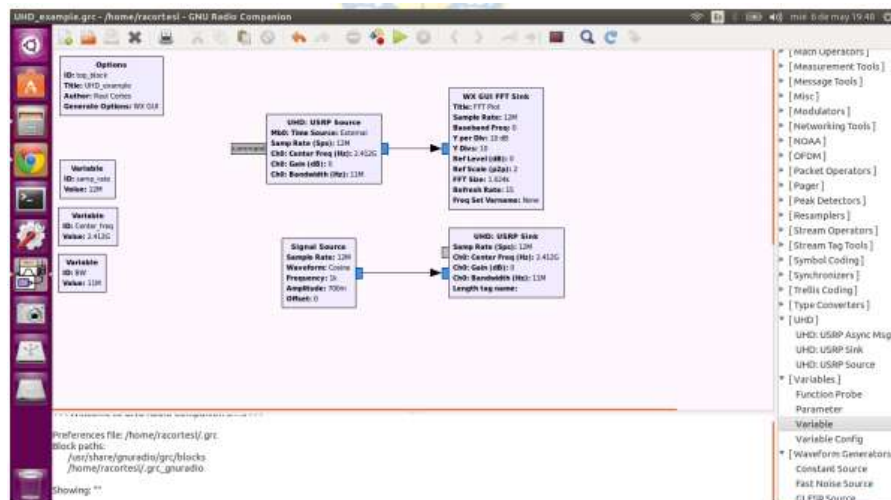 UHD_example.grc - /home/racortesl - GNU Radio Companion
mié 6 de may 19:40
Options
ID: top_block
Title: UHD_example
Author: Raul Cortes
Generate Options: WX GUI
Variable
ID: samp_rate
Value: 12M
Variable
ID: Center_freq
Value: 2.412G
Variable
ID: BW
Value: 11M
UHD: USRP Source
Mb0: Time Source: External
Samp Rate (Sps): 12M
Ch0: Center Freq (Hz): 2.412G
Ch0: Gain (dB): 0
Ch0: Bandwidth (Hz): 11M
command
WX GUI FFT Sink
Title: FFT Plot
Sample Rate: 12M
Baseband Freq: 0
Y per Div: 10 dB
Y Divs: 10
Ref Level (dB): 0
Ref Scale (p2p): 2
FFT Size: 1.024k
Refresh Rate: 15
Freq Set Varname: None
Signal Source
Sample Rate: 12M
Waveform: Cosine
Frequency: 1k
Amplitude: 700m
Offset: 0
UHD: USRP Sink
Samp Rate (Sps): 12M
Ch0: Center Freq (Hz): 2.412G
Ch0: Gain (dB): 0
Ch0: Bandwidth (Hz): 11M
Length tag name:
[ Math Operators ]
[ Measurement Tools ]
[ Message Tools ]
[ Misc ]
[ Modulators ]
[ Networking Tools ]
[ NOAA ]
[ OFDM ]
[ Packet Operators ]
[ Pager ]
[ Peak Detectors ]
[ Resamplers ]
[ Stream Operators ]
[ Stream Tag Tools ]
[ Symbol Coding ]
[ Synchronizers ]
[ Trellis Coding ]
[ Type Converters ]
[ UHD ]
UHD: USRP Async Msg
UHD: USRP Sink
UHD: USRP Source
[ Variables ]
Function Probe
Parameter
Variable
Variable Config
[ Waveform Generators
Constant Source
Fast Noise Source
GLFSR Source
Preferences file: /home/racortesl/.grc
Block paths:
/usr/share/gnuradio/grc/blocks
/home/racortesl/.grc_gnuradio
Showing: ""